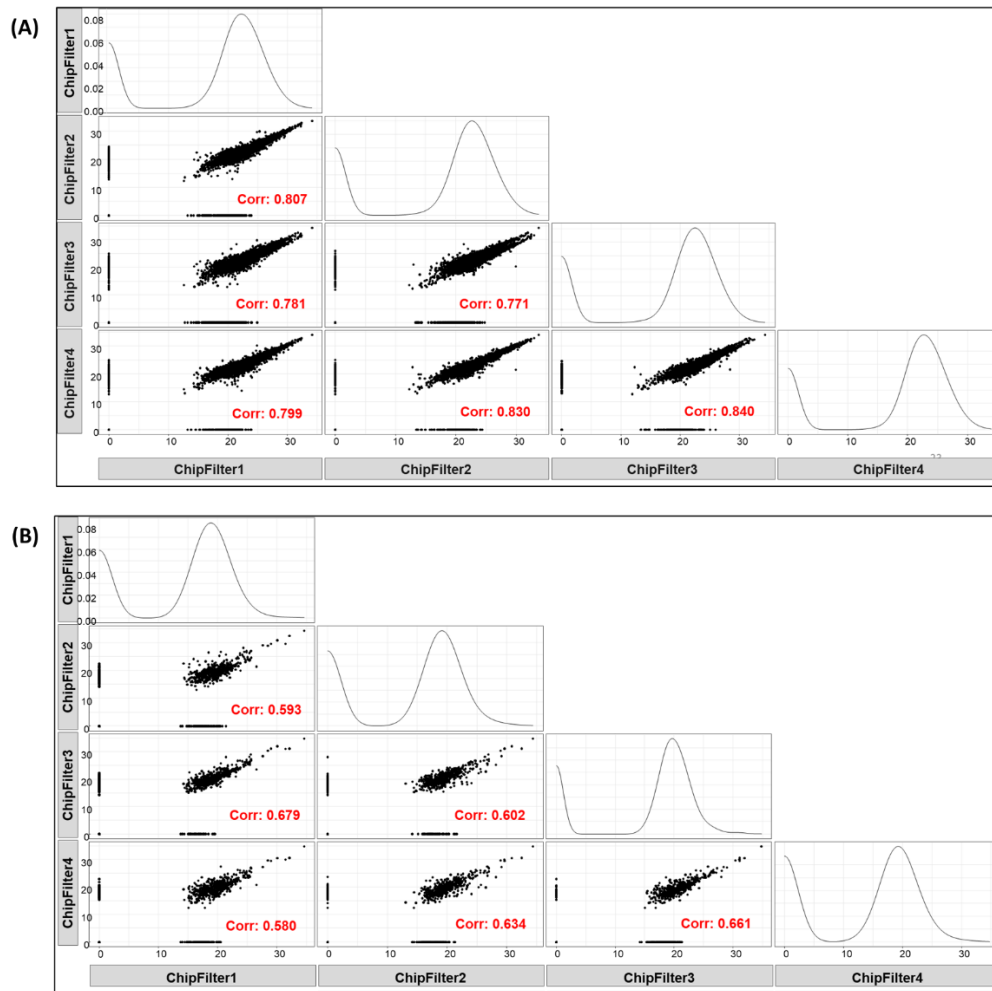 (A)
ChipFilter1
0.08
0.06
0.04
0.02
0.00
ChipFilter2
30
20
10
0
Corr: 0.807
ChipFilter3
30
20
10
0
Corr: 0.781
Corr: 0.771
ChipFilter4
30
20
10
0
Corr: 0.799
Corr: 0.830
Corr: 0.840
0 10 20 30 0 10 20 30 0 10 20 30 0 10 20 30
ChipFilter1 ChipFilter2 ChipFilter3 ChipFilter4
(B)
ChipFilter1
0.08
0.06
0.04
0.02
0.00
ChipFilter2
30
20
10
0
Corr: 0.593
ChipFilter3
30
20
10
0
Corr: 0.679
Corr: 0.602
ChipFilter4
30
20
10
0
Corr: 0.580
Corr: 0.634
Corr: 0.661
0 10 20 30 0 10 20 30 0 10 20 30 0 10 20 30
ChipFilter1 ChipFilter2 ChipFilter3 ChipFilter4